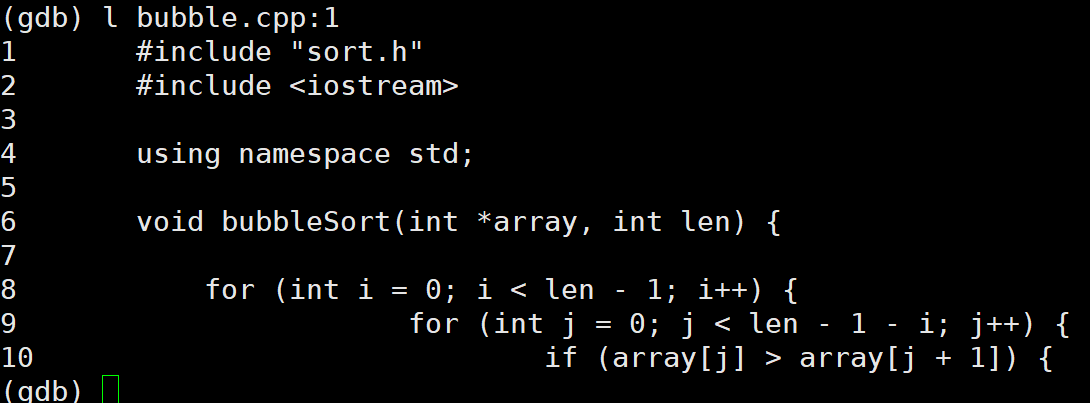 (gdb) l bubble.cpp:1
1       #include "sort.h"
2       #include <iostream>
3
4       using namespace std;
5
6       void bubbleSort(int *array, int len) {
7
8           for (int i = 0; i < len - 1; i++) {
9                       for (int j = 0; j < len - 1 - i; j++) {
10                              if (array[j] > array[j + 1]) {
(gdb)